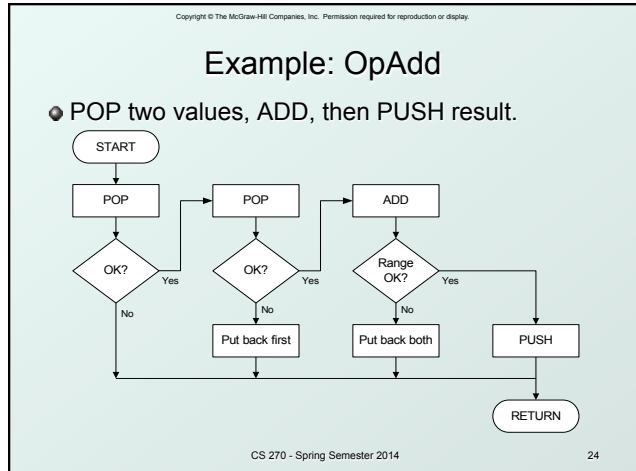 Copyright © The McGraw-Hill Companies, Inc. Permission required for reproduction or display.
Example: OpAdd
POP two values, ADD, then PUSH result.
START
POP
POP
ADD
OK?
Yes
OK?
Yes
Range
OK?
Yes
No
No
No
Put back first
Put back both
PUSH
RETURN
CS 270 - Spring Semester 2014
24